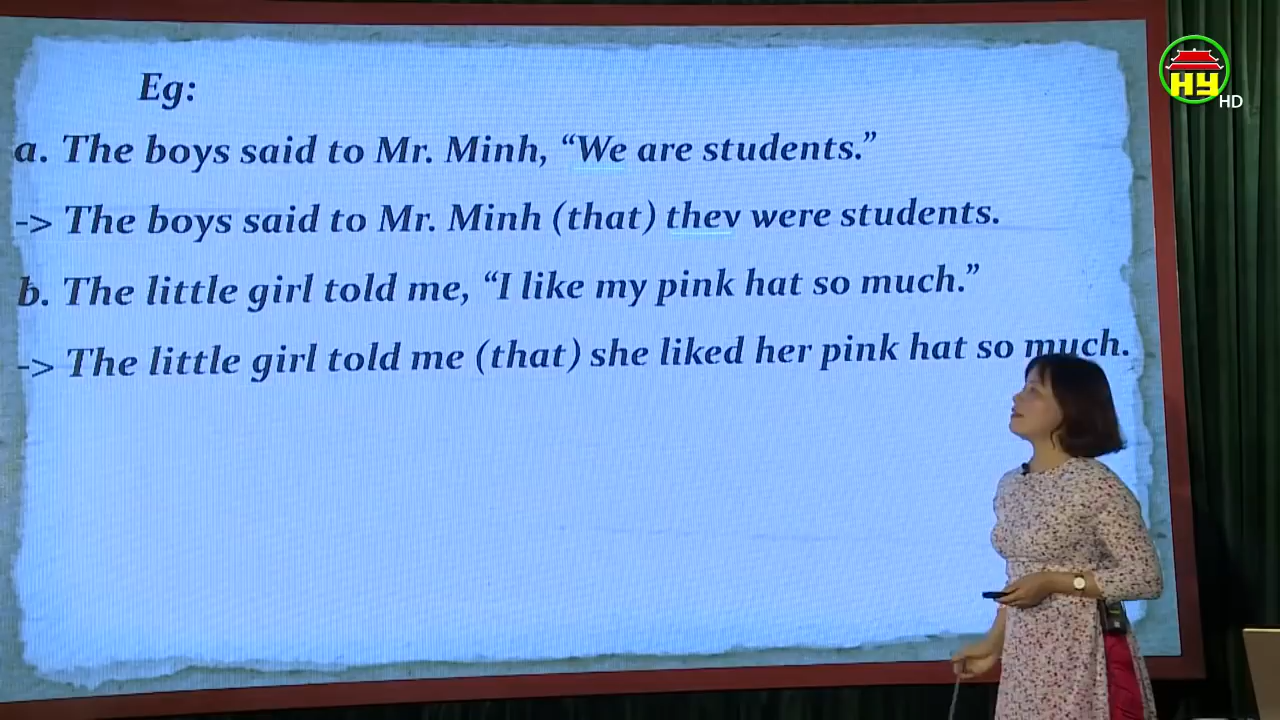 Eg:
a. The boys said to Mr. Minh, “We are students.”
-> The boys said to Mr. Minh (that) they were students.
b. The little girl told me, “I like my pink hat so much.”
-> The little girl told me (that) she liked her pink hat so much.
HY
HD